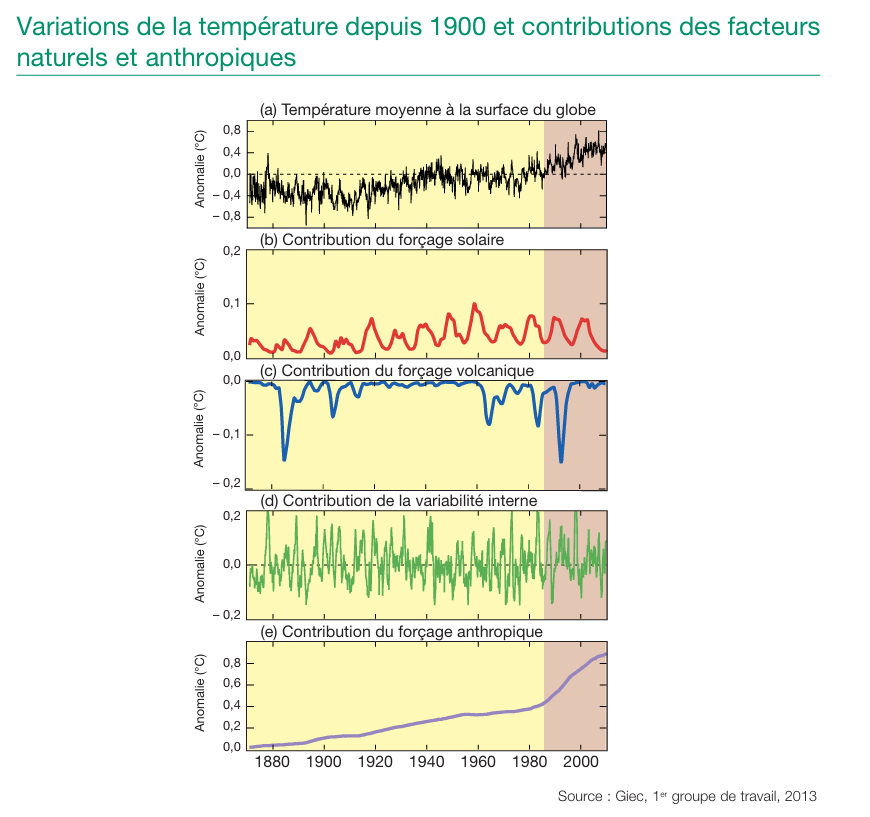 Variations de la température depuis 1900 et contributions des facteurs
naturels et anthropiques
(a) Température moyenne à la surface du globe
Anomalie (°C)
0,8
0,4
0,0
– 0,4
– 0,8
(b) Contribution du forçage solaire
Anomalie (°C)
0,2
0,1
0,0
(c) Contribution du forçage volcanique
Anomalie (°C)
0,0
– 0,1
– 0,2
(d) Contribution de la variabilité interne
Anomalie (°C)
0,2
0,0
– 0,2
(e) Contribution du forçage anthropique
Anomalie (°C)
0,8
0,6
0,4
0,2
0,0
1880 1900 1920 1940 1960 1980 2000
Source : Giec, 1er groupe de travail, 2013